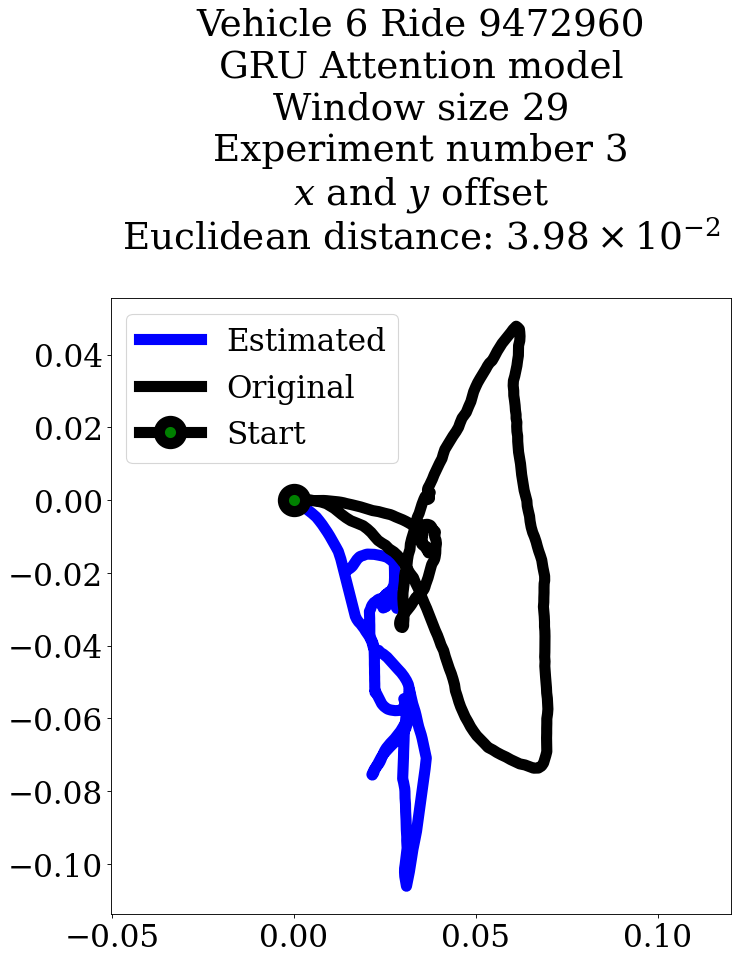 Vehicle 6 Ride 9472960
GRU Attention model
Window size 29
Experiment number 3
x and y offset
Euclidean distance: 3.98 × 10⁻²
Estimated
Original
Start
0.04
0.02
0.00
−0.02
−0.04
−0.06
−0.08
−0.10
−0.05 0.00 0.05 0.10